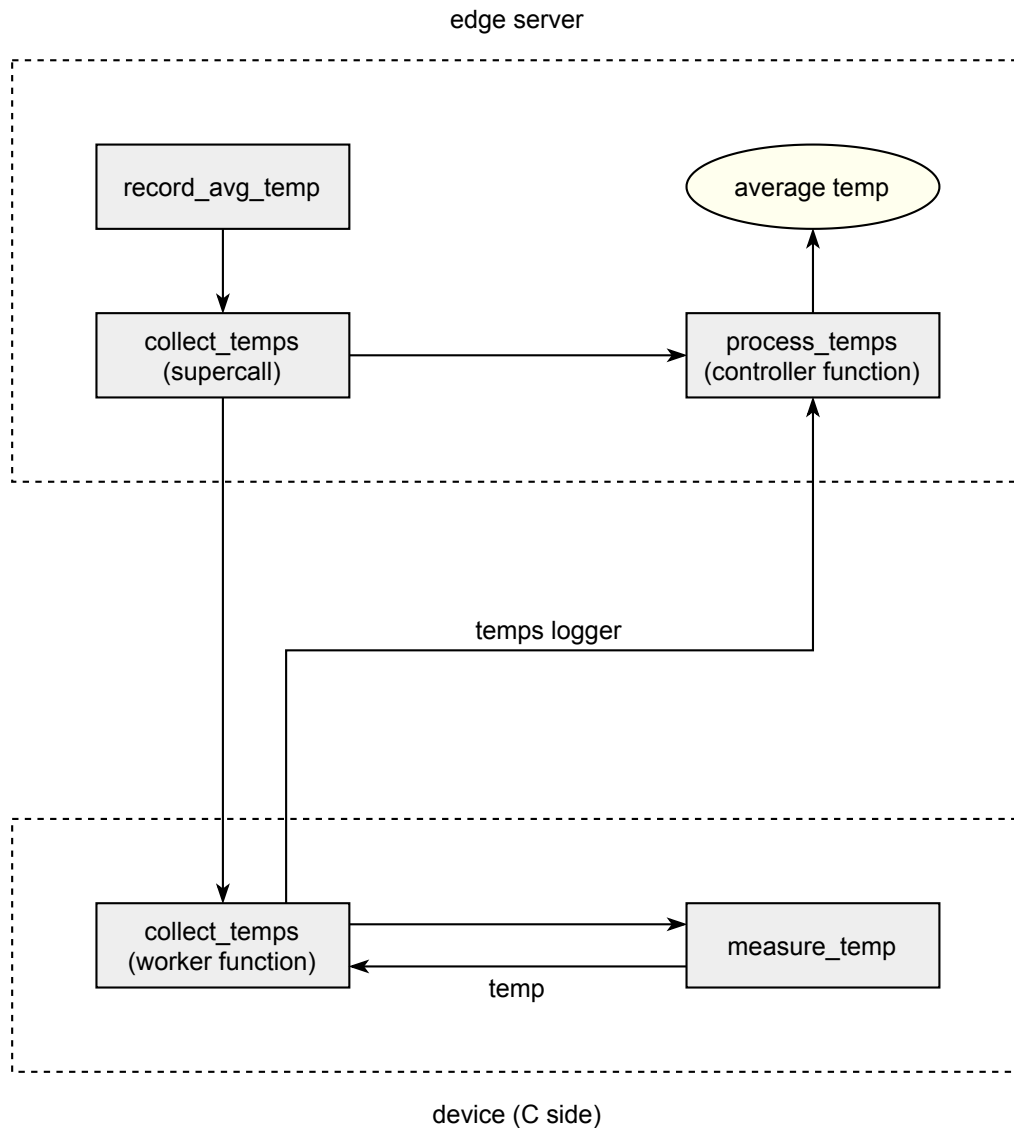 edge server
record_avg_temp
average temp
collect_temps
(supercall)
process_temps
(controller function)
temps logger
collect_temps
(worker function)
measure_temp
temp
device (C side)